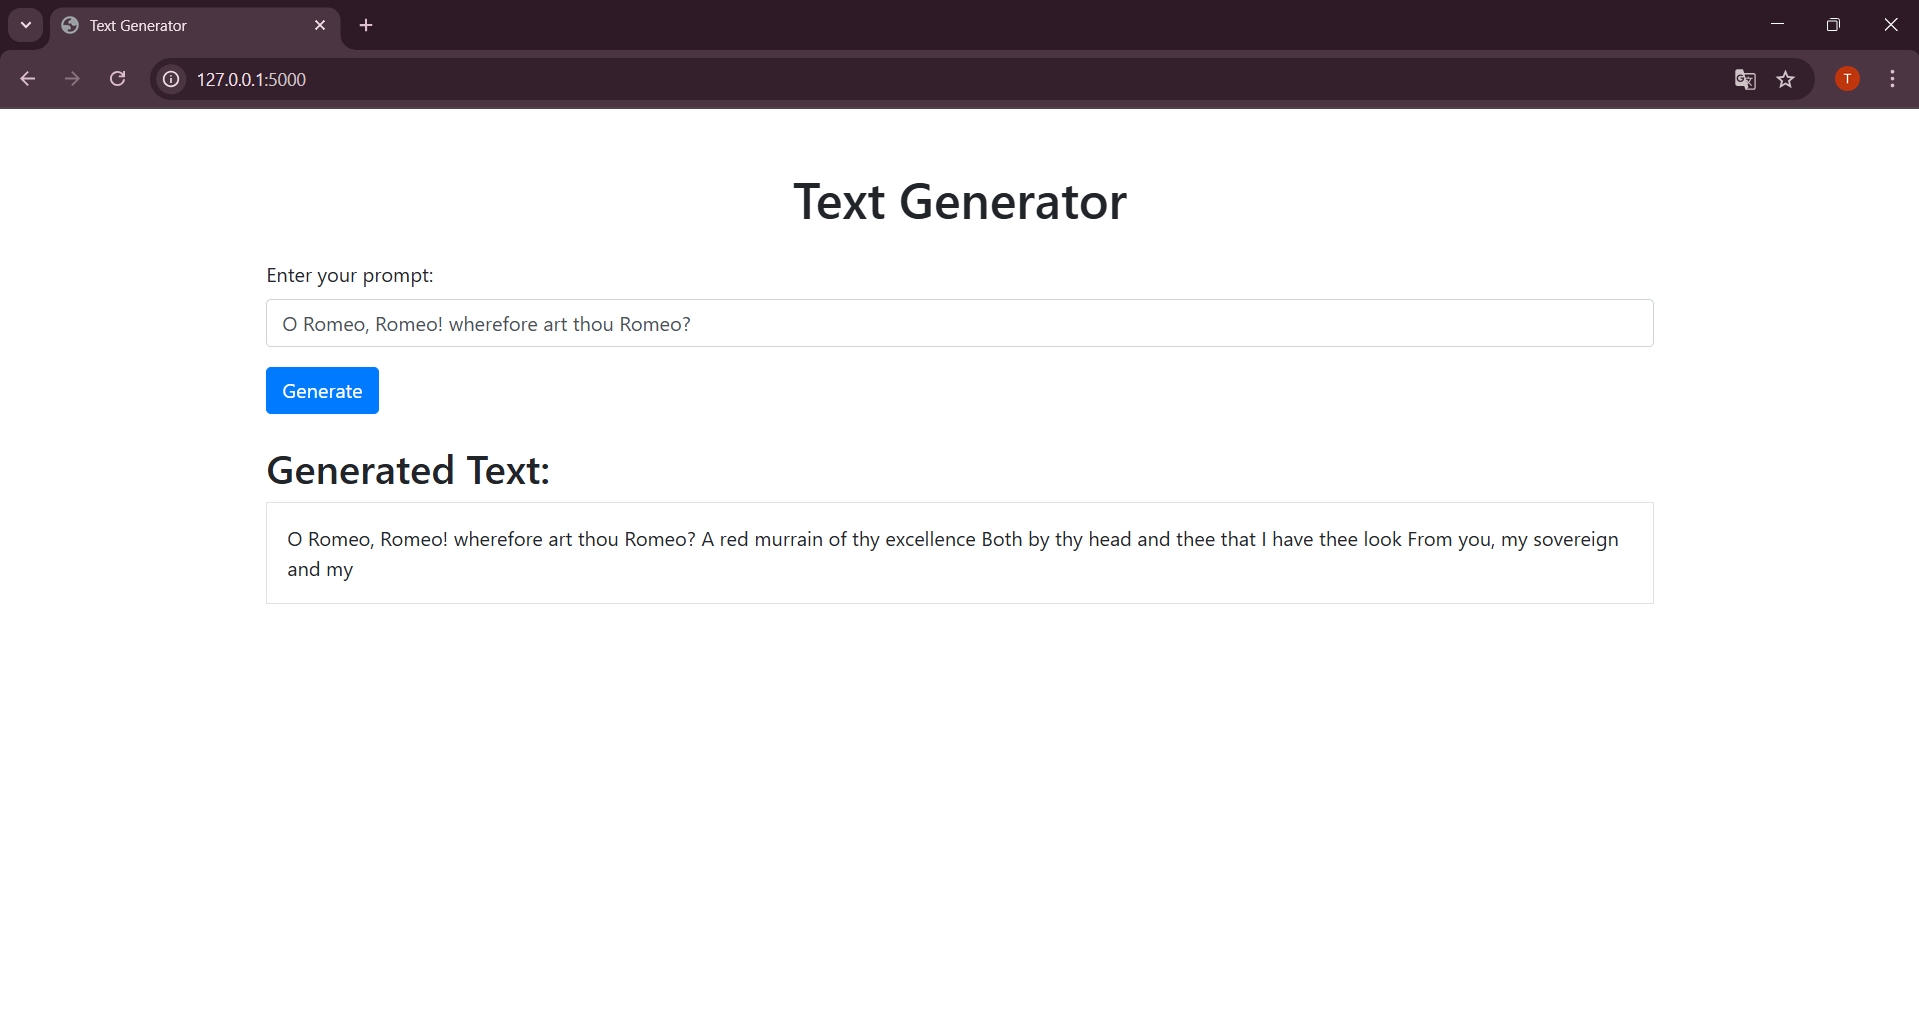 Text Generator
127.0.0.1:5000
T
Text Generator
Enter your prompt:
O Romeo, Romeo! wherefore art thou Romeo?
Generate
Generated Text:
O Romeo, Romeo! wherefore art thou Romeo? A red murrain of thy excellence Both by thy head and thee that I have thee look From you, my sovereign
and my